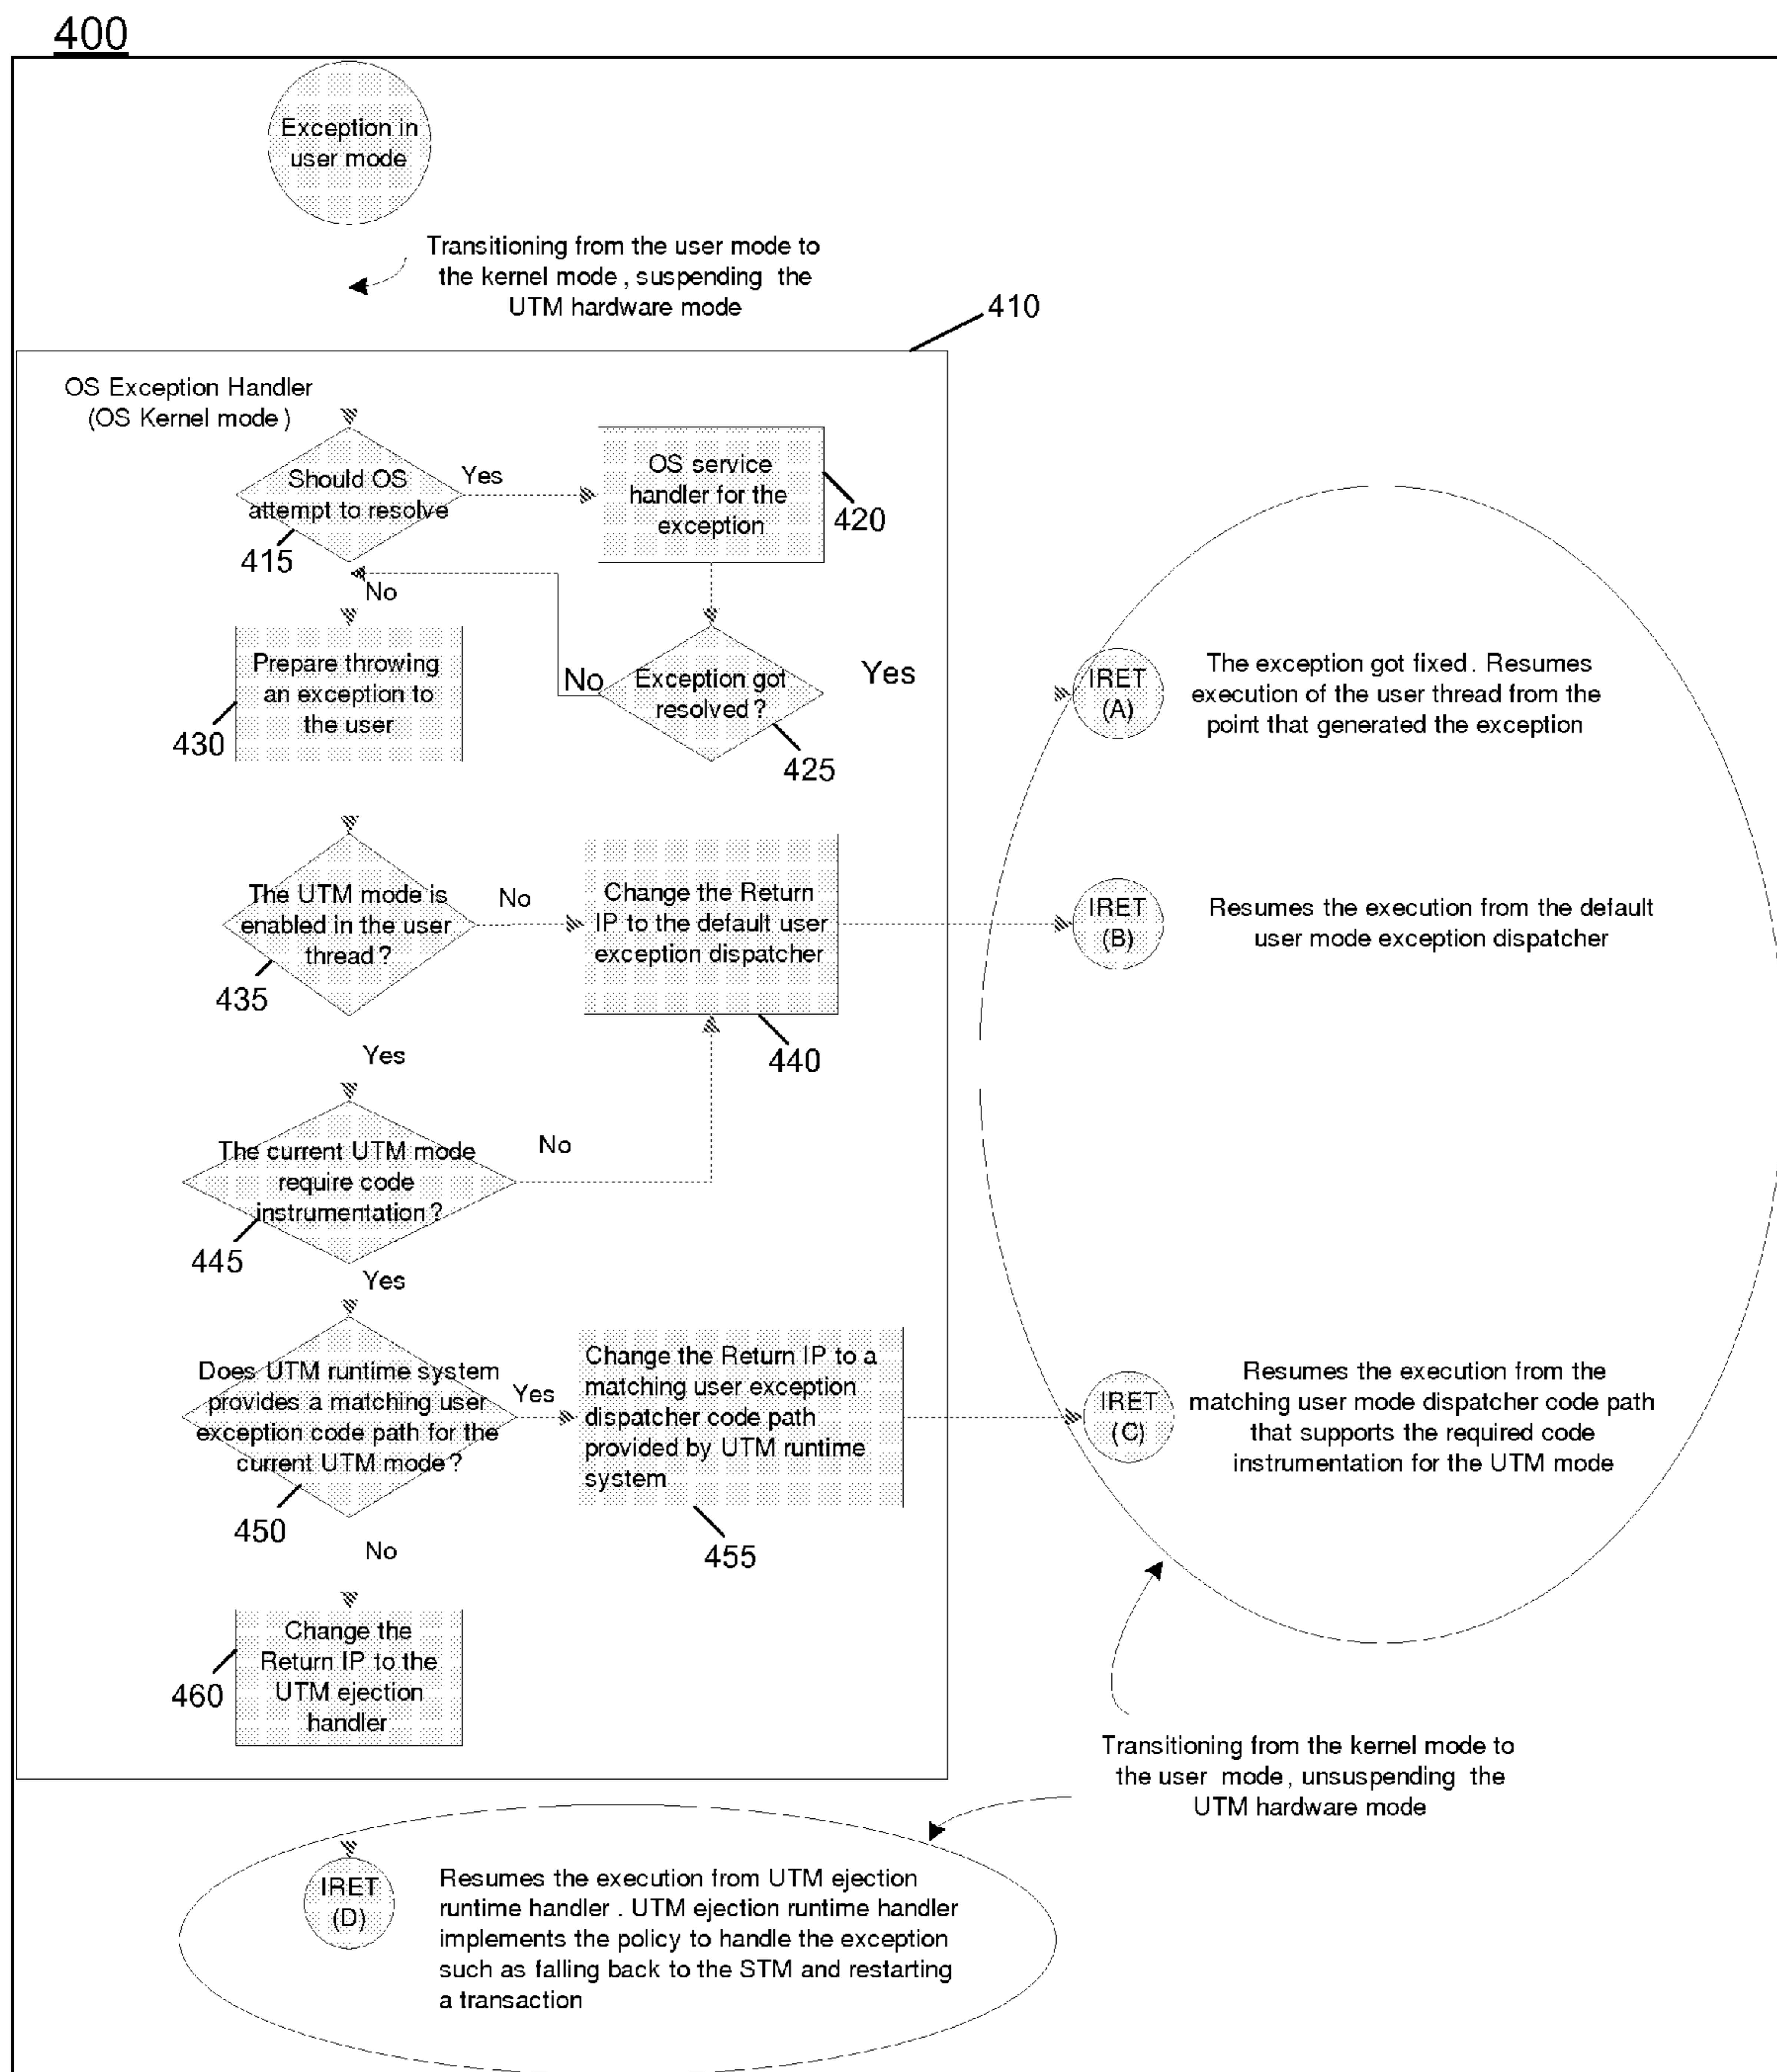 400
Exception in
user mode
Transitioning from the user mode to
the kernel mode, suspending the
UTM hardware mode
410
OS Exception Handler
(OS Kernel mode)
Should OS
attempt to resolve
415
Yes
OS service
handler for the
exception
420
No
Prepare throwing
an exception to
the user
430
No
Exception got
resolved?
425
Yes
IRET
(A)
The exception got fixed. Resumes
execution of the user thread from the
point that generated the exception
The UTM mode is
enabled in the user
thread?
435
No
Change the Return
IP to the default user
exception dispatcher
440
IRET
(B)
Resumes the execution from the default
user mode exception dispatcher
Yes
The current UTM mode
require code
instrumentation?
445
No
Yes
Does UTM runtime system
provides a matching user
exception code path for the
current UTM mode?
450
Yes
Change the Return IP to a
matching user exception
dispatcher code path
provided by UTM runtime
system
455
IRET
(C)
Resumes the execution from the
matching user mode dispatcher code path
that supports the required code
instrumentation for the UTM mode
No
Change the
Return IP to the
UTM ejection
handler
460
Transitioning from the kernel mode to
the user mode, unsuspending the
UTM hardware mode
IRET
(D)
Resumes the execution from UTM ejection
runtime handler. UTM ejection runtime handler
implements the policy to handle the exception
such as falling back to the STM and restarting
a transaction